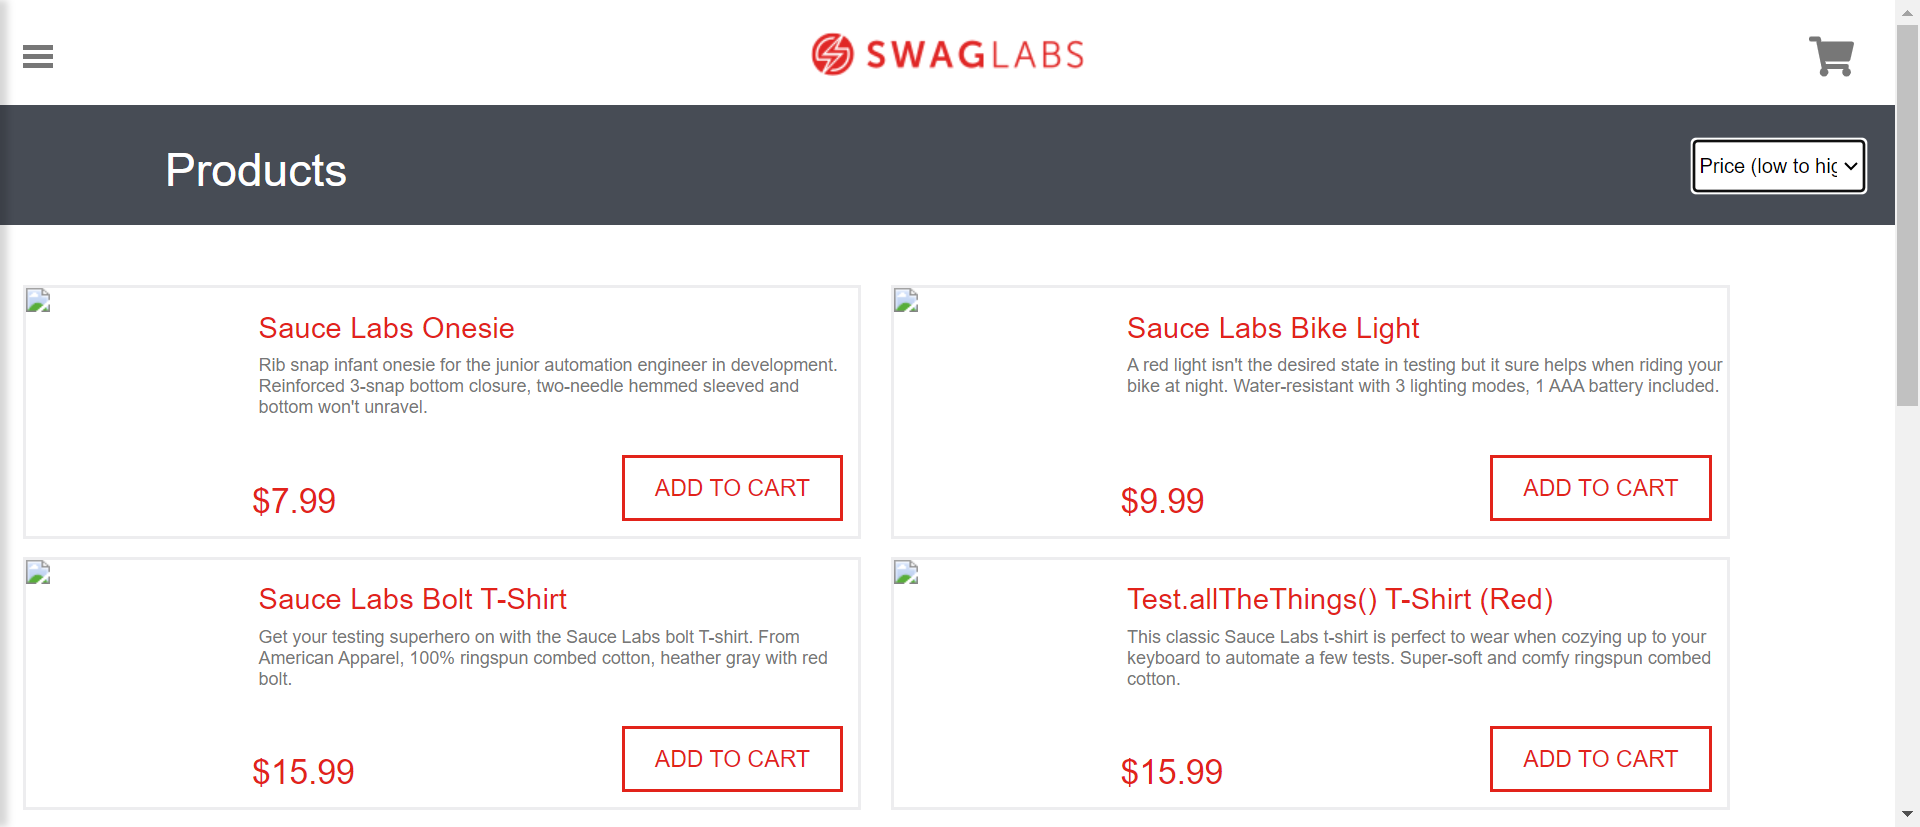 SWAGLABS
Products
Price (low to hig
Sauce Labs Onesie
Rib snap infant onesie for the junior automation engineer in development.
Reinforced 3-snap bottom closure, two-needle hemmed sleeved and
bottom won't unravel.
$7.99
ADD TO CART
Sauce Labs Bike Light
A red light isn't the desired state in testing but it sure helps when riding your
bike at night. Water-resistant with 3 lighting modes, 1 AAA battery included.
$9.99
ADD TO CART
Sauce Labs Bolt T-Shirt
Get your testing superhero on with the Sauce Labs bolt T-shirt. From
American Apparel, 100% ringspun combed cotton, heather gray with red
bolt.
$15.99
ADD TO CART
Test.allTheThings() T-Shirt (Red)
This classic Sauce Labs t-shirt is perfect to wear when cozying up to your
keyboard to automate a few tests. Super-soft and comfy ringspun combed
cotton.
$15.99
ADD TO CART